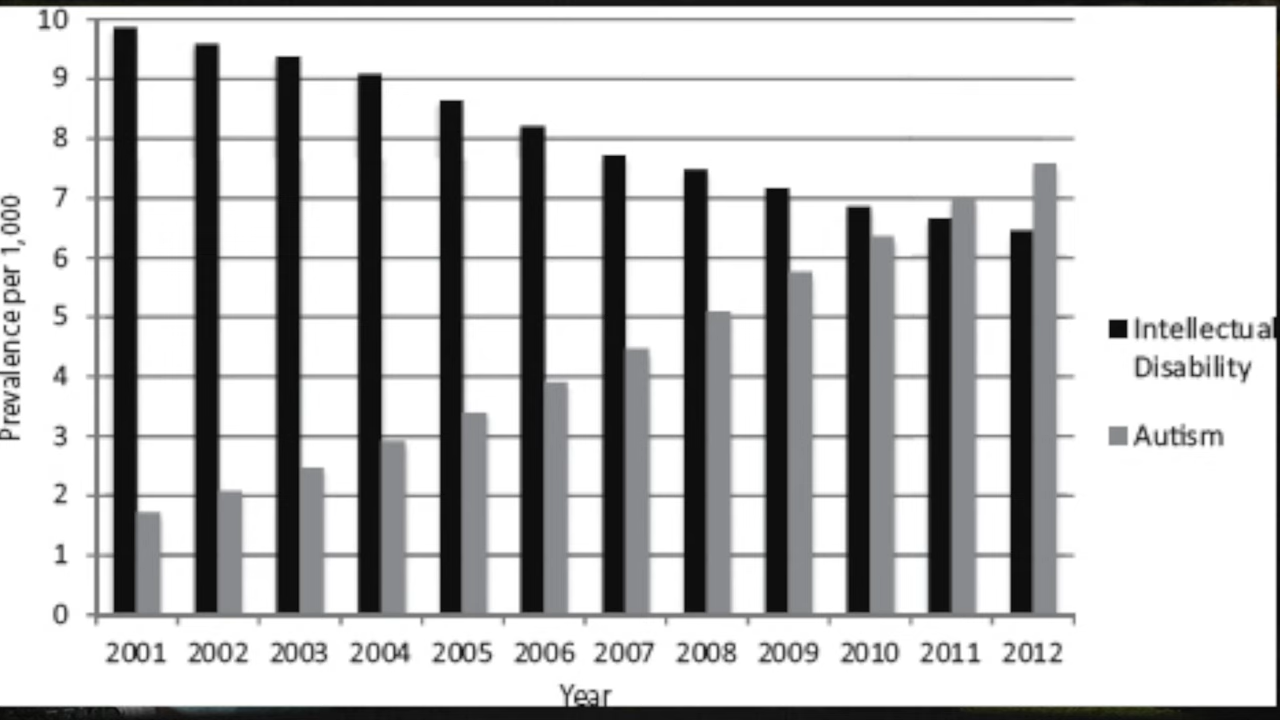 10
9
8
7
6
5
4
3
2
1
0
Prevalence per 1,000
2001 2002 2003 2004 2005 2006 2007 2008 2009 2010 2011 2012
Year
Intellectual
Disability
Autism